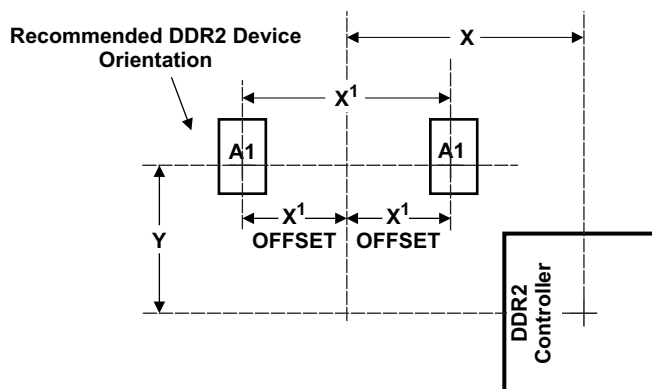 Recommended DDR2 Device
Orientation
X
X¹
A1
A1
X¹
X¹
OFFSET
OFFSET
Y
DDR2
Controller